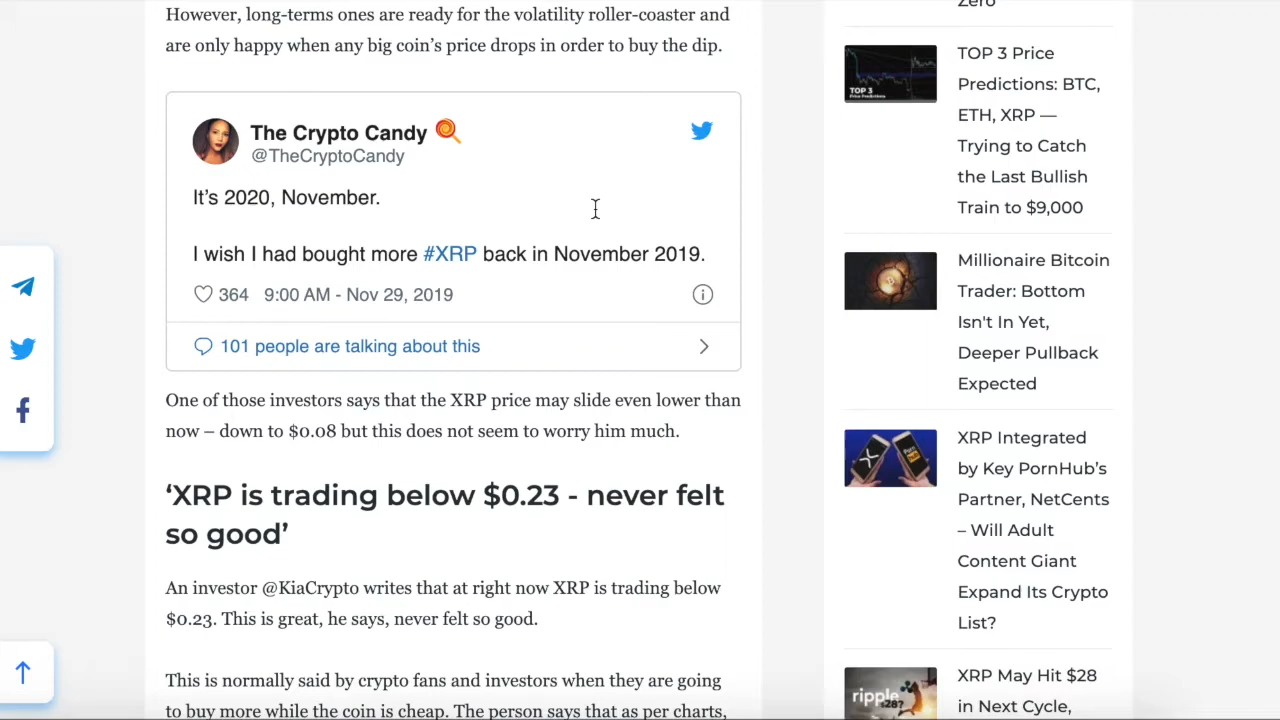 However, long-terms ones are ready for the volatility roller-coaster and
are only happy when any big coin’s price drops in order to buy the dip.
The Crypto Candy
@TheCryptoCandy
It’s 2020, November.
I wish I had bought more #XRP back in November 2019.
364 9:00 AM - Nov 29, 2019
101 people are talking about this
One of those investors says that the XRP price may slide even lower than
now – down to $0.08 but this does not seem to worry him much.
‘XRP is trading below $0.23 - never felt
so good’
An investor @KiaCrypto writes that at right now XRP is trading below
$0.23. This is great, he says, never felt so good.
This is normally said by crypto fans and investors when they are going
to buy more while the coin is cheap. The person says that as per charts,
Zero
TOP 3
Price Predictions
TOP 3 Price
Predictions: BTC,
ETH, XRP —
Trying to Catch
the Last Bullish
Train to $9,000
Millionaire Bitcoin
Trader: Bottom
Isn't In Yet,
Deeper Pullback
Expected
XRP Integrated
by Key PornHub’s
Partner, NetCents
– Will Adult
Content Giant
Expand Its Crypto
List?
ripple
$28?
XRP May Hit $28
in Next Cycle,